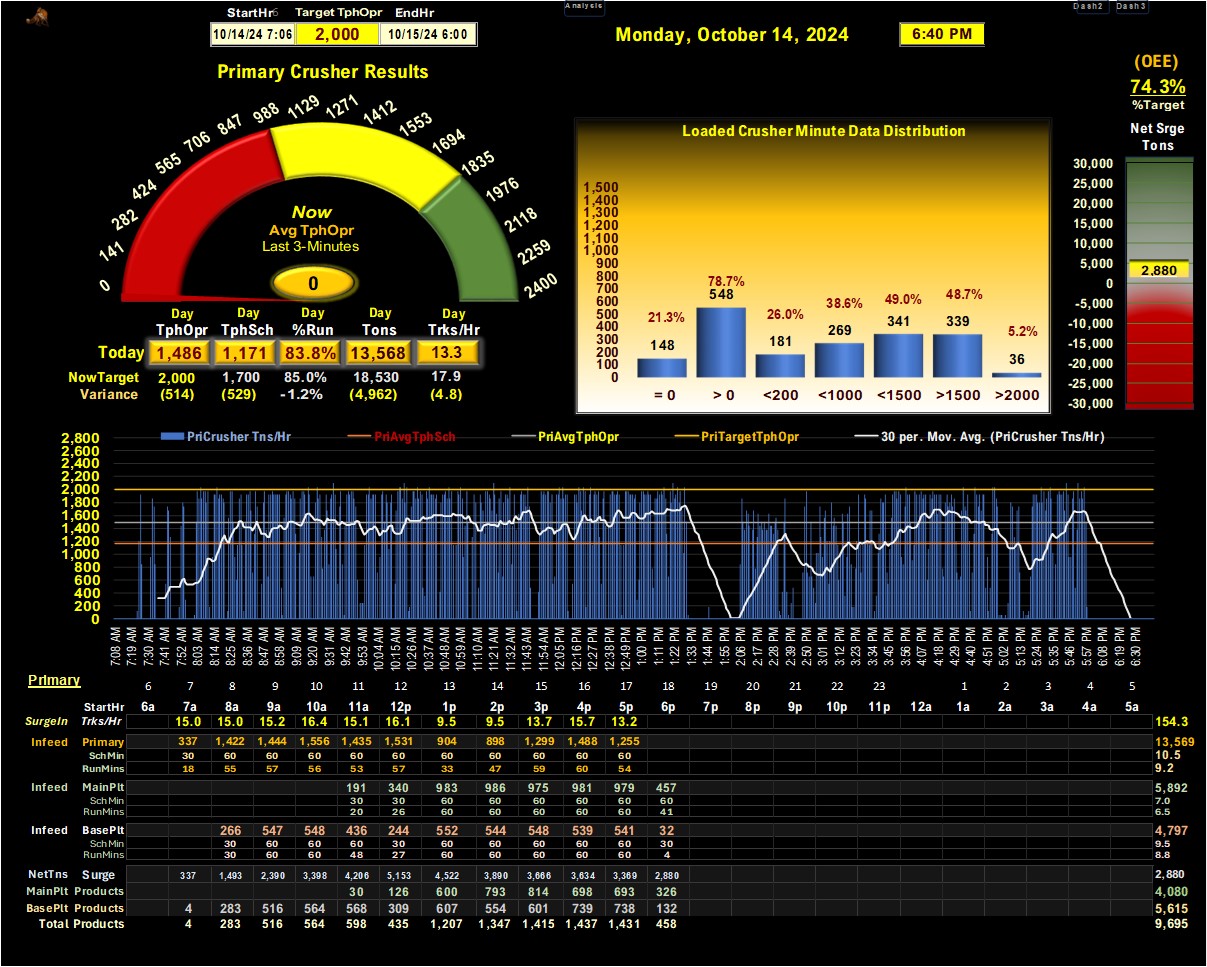 Analysis
Dash2 Dash3
StartHr 6 Target TphOpr EndHr
10/14/24 7:06 2,000 10/15/24 6:00
Monday, October 14, 2024
6:40 PM
(OEE)
74.3%
%Target
Net Srge
Tons
30,000
25,000
20,000
15,000
10,000
5,000
2,880
0
-5,000
-10,000
-15,000
-20,000
-25,000
-30,000
Primary Crusher Results
0 141 282 424 565 706 847 988 1129 1271 1412 1553 1694 1835 1976 2118 2259 2400
Now
Avg TphOpr
Last 3-Minutes
0
Day Day Day Day Day
TphOpr TphSch %Run Tons Trks/Hr
Today 1,486 1,171 83.8% 13,568 13.3
NowTarget 2,000 1,700 85.0% 18,530 17.9
Variance (514) (529) -1.2% (4,962) (4.8)
Loaded Crusher Minute Data Distribution
1,500
1,400
1,300
1,200
1,100
1,000
900
800
700
600
500
400
300
200
100
0
21.3% 78.7% 26.0% 38.6% 49.0% 48.7% 5.2%
148 548 181 269 341 339 36
= 0 > 0 <200 <1000 <1500 >1500 >2000
PriCrusher Tns/Hr PriAvgTphSch PriAvgTphOpr PriTargetTphOpr 30 per. Mov. Avg. (PriCrusher Tns/Hr)
2,800
2,600
2,400
2,200
2,000
1,800
1,600
1,400
1,200
1,000
800
600
400
200
0
7:08 AM 7:19 AM 7:30 AM 7:41 AM 7:52 AM 8:03 AM 8:14 AM 8:25 AM 8:36 AM 8:47 AM 8:58 AM 9:09 AM 9:20 AM 9:31 AM 9:42 AM 9:53 AM 10:04 AM 10:15 AM 10:26 AM 10:37 AM 10:48 AM 10:59 AM 11:10 AM 11:21 AM 11:32 AM 11:43 AM 11:54 AM 12:05 PM 12:16 PM 12:27 PM 12:38 PM 12:49 PM 1:00 PM 1:11 PM 1:22 PM 1:33 PM 1:44 PM 1:55 PM 2:06 PM 2:17 PM 2:28 PM 2:39 PM 2:50 PM 3:01 PM 3:12 PM 3:23 PM 3:34 PM 3:45 PM 3:56 PM 4:07 PM 4:18 PM 4:29 PM 4:40 PM 4:51 PM 5:02 PM 5:13 PM 5:24 PM 5:35 PM 5:46 PM 5:57 PM 6:08 PM 6:19 PM 6:30 PM
Primary
6 7 8 9 10 11 12 13 14 15 16 17 18 19 20 21 22 23 1 2 3 4 5
StartHr 6a 7a 8a 9a 10a 11a 12p 1p 2p 3p 4p 5p 6p 7p 8p 9p 10p 11p 12a 1a 2a 3a 4a 5a
SurgeIn Trks/Hr 15.0 15.0 15.2 16.4 15.1 16.1 9.5 9.5 13.7 15.7 13.2 154.3
Infeed Primary 337 1,422 1,444 1,556 1,435 1,531 904 898 1,299 1,488 1,255 13,569
SchMin 30 60 60 60 60 60 60 60 60 60 60 10.5
RunMins 18 55 57 56 53 57 33 47 59 60 54 9.2
Infeed MainPlt 191 340 983 986 975 981 979 457 5,892
SchMin 30 30 60 60 60 60 60 60 7.0
RunMins 20 26 60 60 60 60 60 41 6.5
Infeed BasePlt 266 547 548 436 244 552 544 548 539 541 32 4,797
SchMin 30 60 60 60 30 60 60 60 60 60 30 9.5
RunMins 30 60 60 48 27 60 60 60 60 60 4 8.8
NetTns Surge 337 1,493 2,390 3,398 4,206 5,153 4,522 3,890 3,666 3,634 3,369 2,880 2,880
MainPlt Products 30 126 600 793 814 698 693 326 4,080
BasePlt Products 4 283 516 564 568 309 607 554 601 739 738 132 5,615
Total Products 4 283 516 564 598 435 1,207 1,347 1,415 1,437 1,431 458 9,695